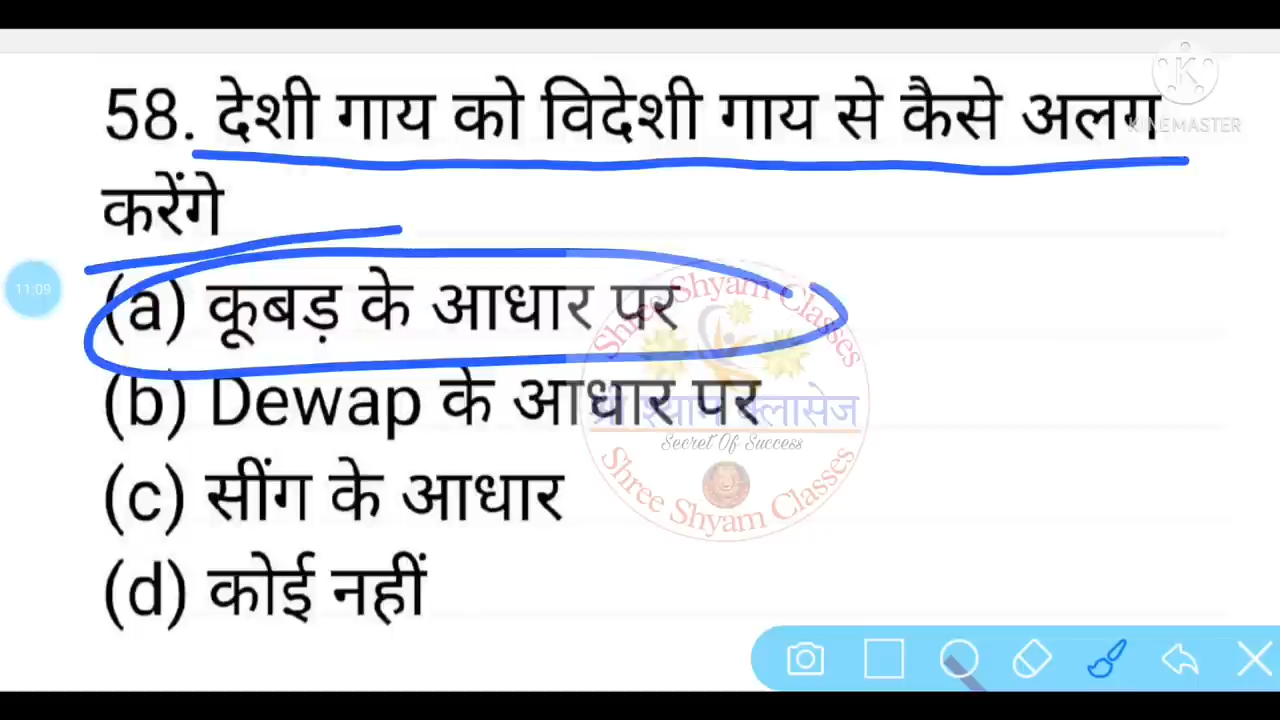 KINEMASTER
58. देशी गाय को विदेशी गाय से कैसे अलग
करेंगे
11:09
(a) कूबड़ के आधार पर
(b) Dewap के आधार पर
(c) सींग के आधार
(d) कोई नहीं
Shree Shyam Classes
श्री श्याम क्लासेज
Secret Of Success
Shree Shyam Classes